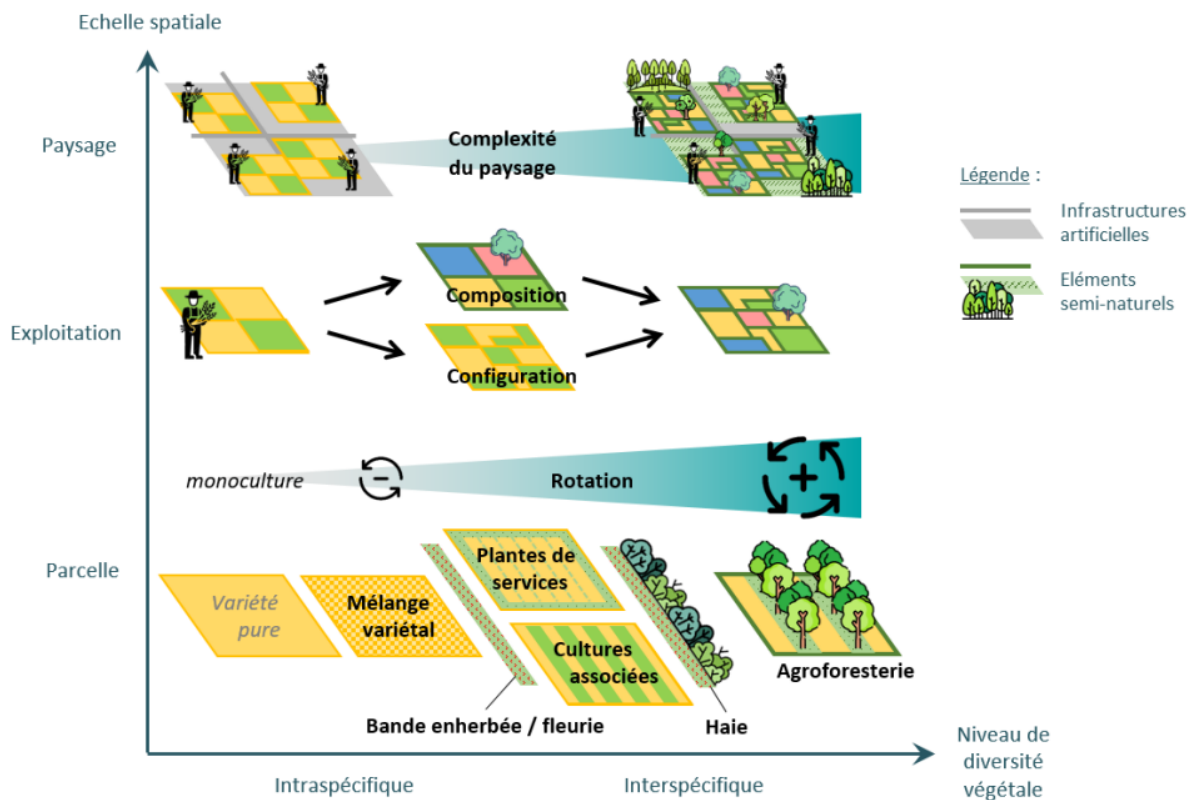 Echelle spatiale
Paysage
Complexité
du paysage
Légende :
Infrastructures
artificielles
Eléments
semi-naturels
Exploitation
Composition
Configuration
monoculture
-
Rotation
+
Parcelle
Variété
pure
Mélange
variétal
Plantes de
services
Cultures
associées
Agroforesterie
Bande enherbée / fleurie
Haie
Intraspécifique
Interspécifique
Niveau de
diversité
végétale